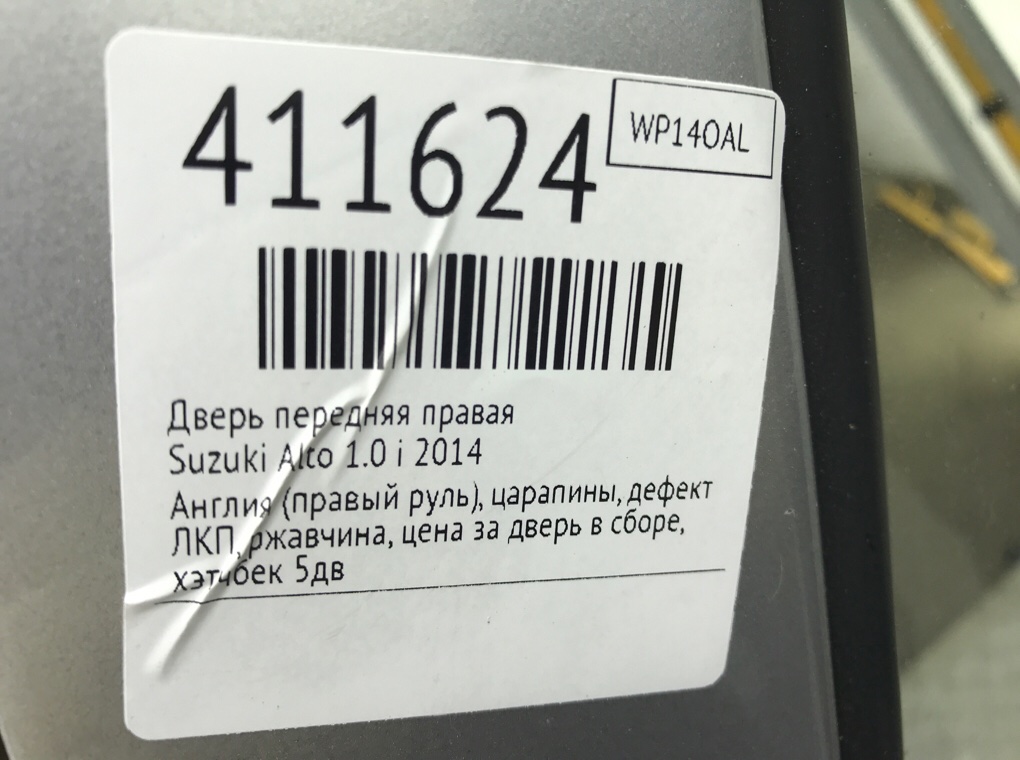 411624
WP14OAL
Дверь передняя правая
Suzuki Alto 1.0 i 2014
Англия (правый руль), царапины, дефект
ЛКП, ржавчина, цена за дверь в сборе,
хэтчбек 5дв